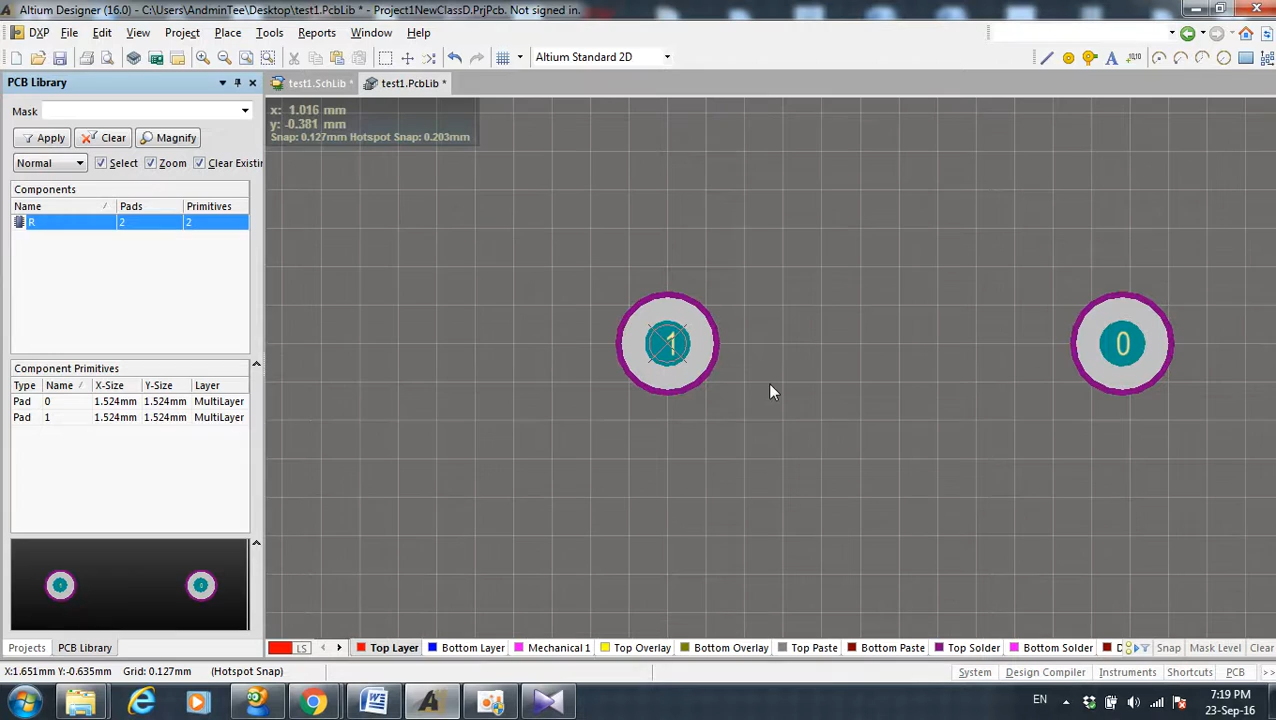 Altium Designer (16.0) - C:\Users\AndminTee\Desktop\test1.PcbLib * - Project1NewClassD.PrjPcb. Not signed in.
DXP File Edit View Project Place Tools Reports Window Help
Altium Standard 2D
PCB Library
test1.SchLib * test1.PcbLib *
x: 1.016 mm
y: -0.381 mm
Snap: 0.127mm Hotspot Snap: 0.203mm
Mask
Apply Clear Magnify
Normal Select Zoom Clear Existin
Components
Name Pads Primitives
R 2 2
1
0
Component Primitives
Type Name X-Size Y-Size Layer
Pad 0 1.524mm 1.524mm MultiLayer
Pad 1 1.524mm 1.524mm MultiLayer
Projects PCB Library
LS Top Layer Bottom Layer Mechanical 1 Top Overlay Bottom Overlay Top Paste Bottom Paste Top Solder Bottom Solder D Snap Mask Level Clear
X:1.651mm Y:-0.635mm Grid: 0.127mm (Hotspot Snap)
System Design Compiler Instruments Shortcuts PCB >>
EN
7:19 PM
23-Sep-16